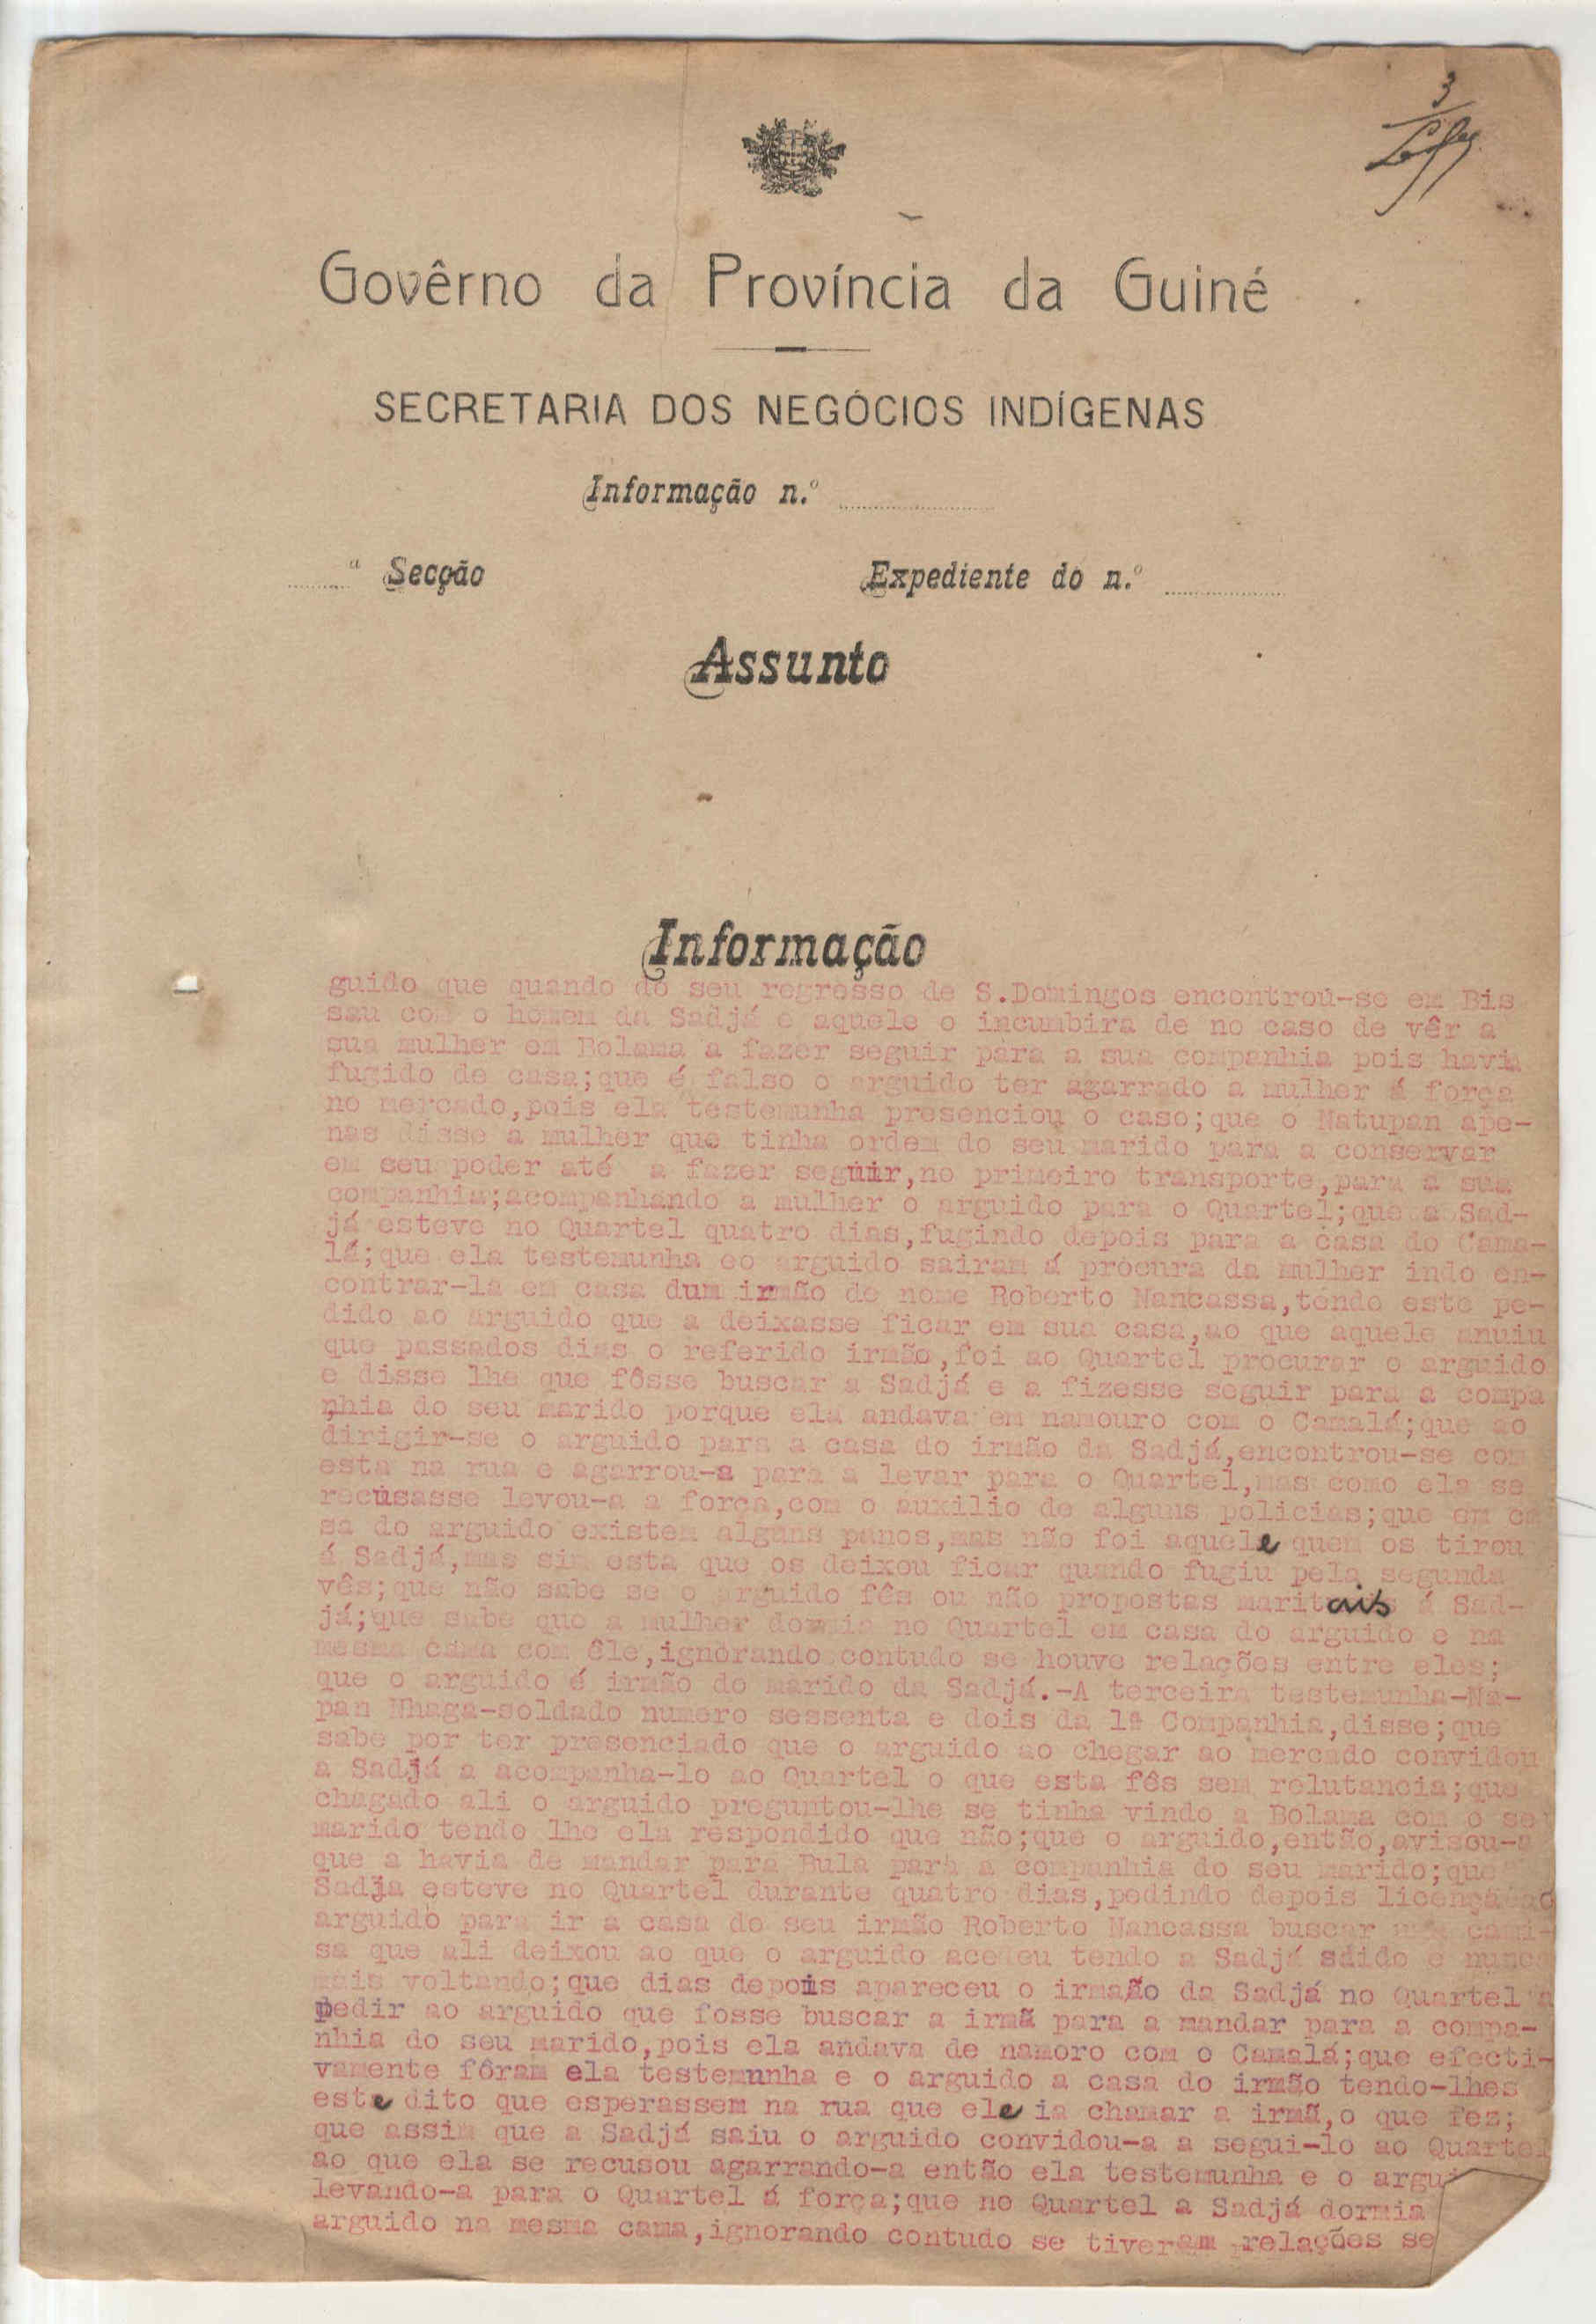 3
Govêrno da Província da Guiné
SECRETARIA DOS NEGÓCIOS INDÍGENAS
Informação n.º
ª Secção Expediente do n.º
Assunto
Informação
guido que quando do seu regresso de S.Domingos encontrou-se em Bis
sau com o homem da Sadjá e aquele o incumbira de no caso de vêr a
sua mulher em Bolama a fazer seguir para a sua companhia pois havia
fugido de casa;que é falso o arguido ter agarrado a mulher á força
no mercado,pois ela testemunha presenciou o caso;que o Natupan ape-
nas disse a mulher que tinha ordem do seu marido para a conservar
em seu poder até a fazer seguir,no primeiro transporte,para a sua
companhia;acompanhando a mulher o arguido para o Quartel;que a Sad-
já esteve no Quartel quatro dias,fugindo depois para a casa do Cama-
lá;que ela testemunha eo arguido sairam á procura da mulher indo en-
contrar-la em casa dum irmão de nome Roberto Nancassa,tendo este pe-
dido ao arguido que a deixasse ficar em sua casa,ao que aquele anuiu
que passados dias o referido irmão,foi ao Quartel procurar o arguido
e disse lhe que fôsse buscar a Sadjá e a fizesse seguir para a compa
nhia do seu marido porque ela andava em namouro com o Camalá;que ao
dirigir-se o arguido para a casa do irmão da Sadjá,encontrou-se com
esta na rua e agarrou-a para a levar para o Quartel,mas como ela se
recusasse levou-a a força,com o auxilio de alguns policias;que em ca
sa do arguido existem alguns panos,mas não foi aquele quem os tirou
á Sadjá,mas sim esta que os deixou ficar quando fugiu pela segunda
vês;que não sabe se o arguido fês ou não propostas maritais á Sad-
já;que sabe que a mulher dormia no Quartel em casa do arguido e na
mesma cama com êle,ignorando contudo se houve relações entre eles;
que o arguido é irmão do marido da Sadjá.-A terceira testemunha-Na-
pan Nhaga-soldado numero sessenta e dois da 1ª Companhia,disse;que
sabe por ter presenciado que o arguido ao chegar ao mercado convidou
a Sadjá a acompanha-lo ao Quartel o que esta fês sem relutancia;que
chagado ali o arguido preguntou-lhe se tinha vindo a Bolama com o se
marido tendo lhe ela respondido que não;que o arguido,então,avisou-a
que a havia de mandar para Bula para a companhia do seu marido;que
Sadja esteve no Quartel durante quatro dias,pedindo depois licença ao
arguido para ir a casa do seu irmão Roberto Nancassa buscar uma cami-
sa que ali deixou ao que o arguido acedeu tendo a Sadjá sáido e nunca
mais voltando;que dias depois apareceu o irmaão da Sadjá no Quartel a
pedir ao arguido que fosse buscar a irmã para a mandar para a compa-
nhia do seu marido,pois ela andava de namoro com o Camalá;que efecti-
vamente fôram ela testemunha e o arguido a casa do irmão tendo-lhes
este dito que esperassem na rua que ele ia chamar a irmã,o que fez;
que assim que a Sadjá saiu o arguido convidou-a a segui-lo ao Quartel
ao que ela se recusou agarrando-a então ela testemunha e o argui
levando-a para o Quartel á força;que no Quartel a Sadjá dormia
arguido na mesma cama,ignorando contudo se tiveram relações se